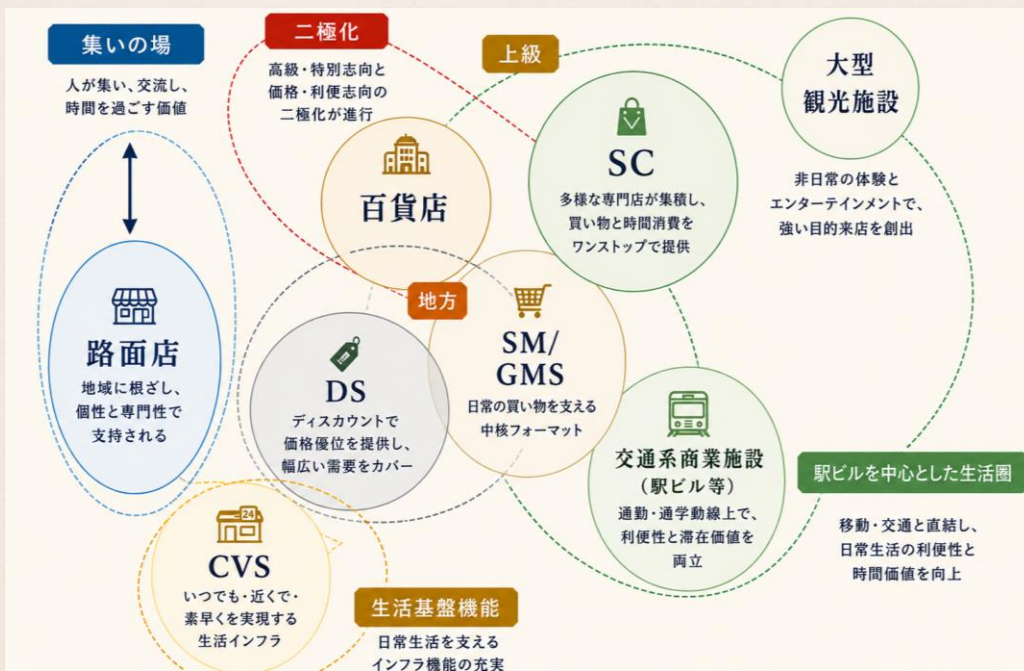 集いの場
人が集い、交流し、
時間を過ごす価値
二極化
高級・特別志向と
価格・利便志向の
二極化が進行
上級
大型
観光施設
非日常の体験と
エンターテインメントで、
強い目的来店を創出
百貨店
SC
多様な専門店が集積し、
買い物と時間消費を
ワンストップで提供
地方
路面店
地域に根ざし、
個性と専門性で
支持される
DS
ディスカウントで
価格優位を提供し、
幅広い需要をカバー
SM/
GMS
日常の買い物を支える
中核フォーマット
交通系商業施設
（駅ビル等）
通勤・通学動線上で、
利便性と滞在価値を
両立
駅ビルを中心とした生活圏
移動・交通と直結し、
日常生活の利便性と
時間価値を向上
24
CVS
いつでも・近くで・
素早くを実現する
生活インフラ
生活基盤機能
日常生活を支える
インフラ機能の充実